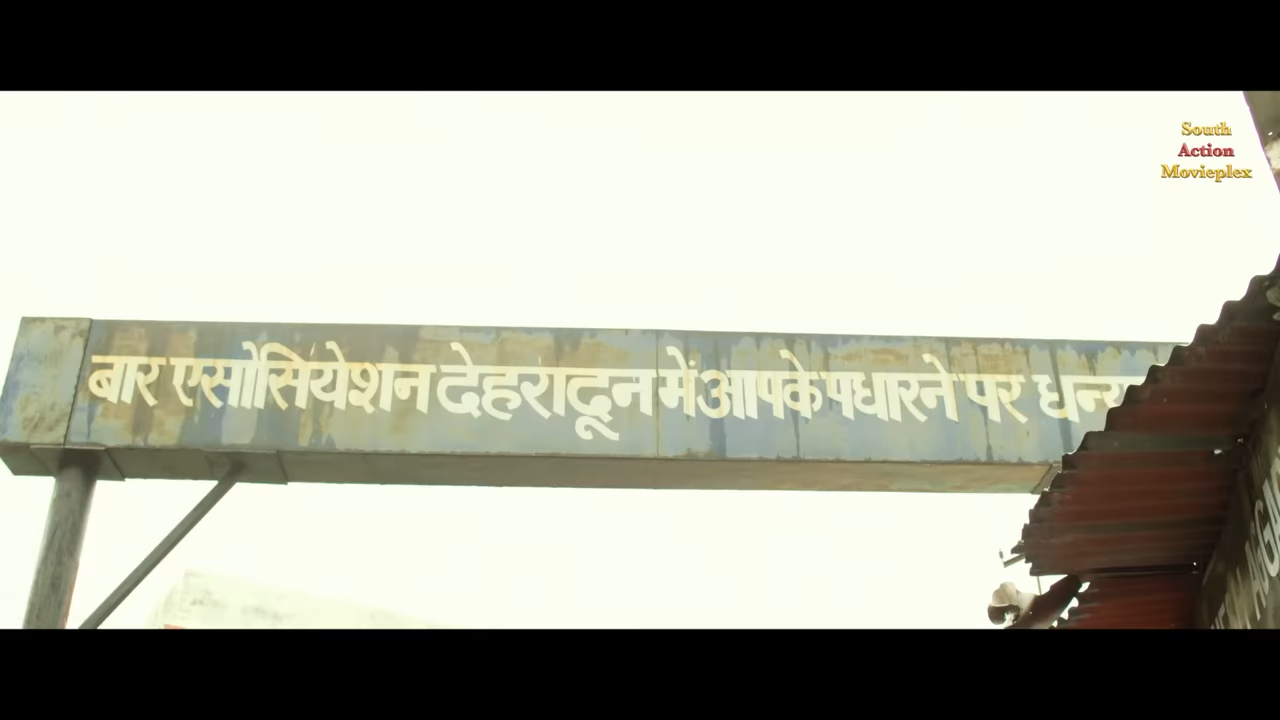 South
Action
Movieplex
बार एसोसियेशन देहरादून में आपके पधारने पर